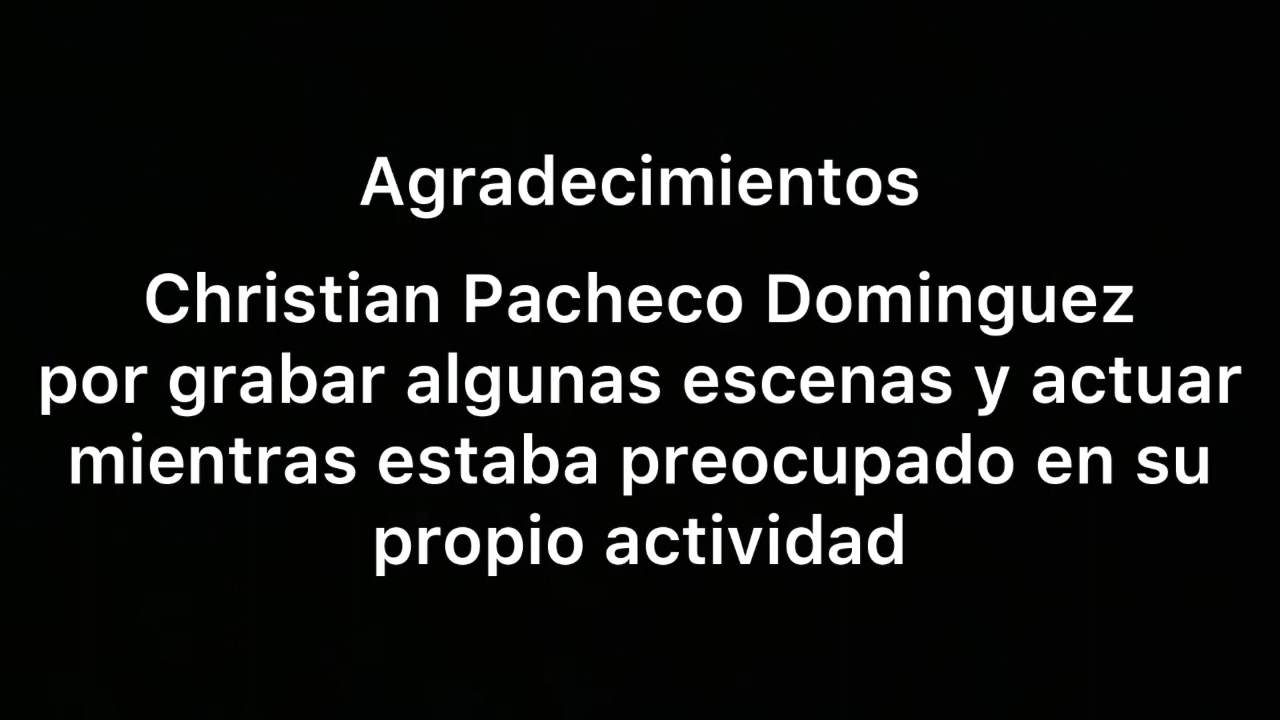 Agradecimientos
Christian Pacheco Dominguez
por grabar algunas escenas y actuar
mientras estaba preocupado en su
propio actividad